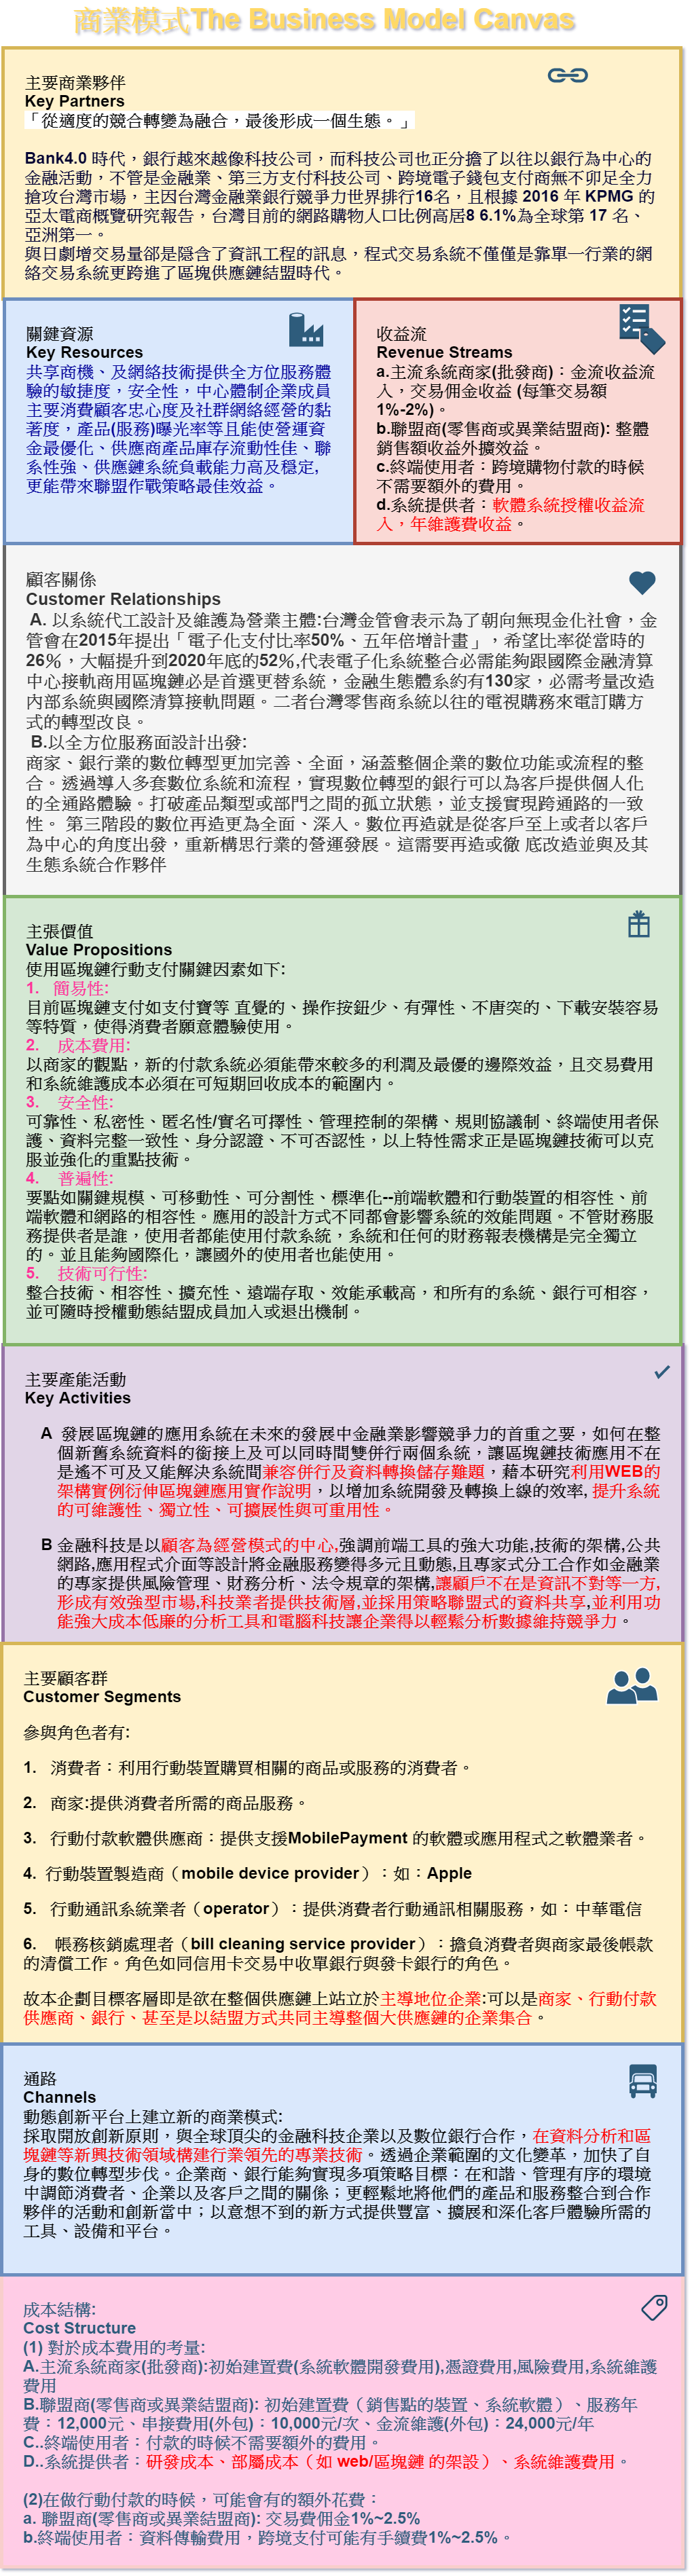 商業模式The Business Model Canvas
主要商業夥伴
Key Partners
「從適度的競合轉變為融合，最後形成一個生態。」
Bank4.0 時代，銀行越來越像科技公司，而科技公司也正分擔了以往以銀行為中心的
金融活動，不管是金融業、第三方支付科技公司、跨境電子錢包支付商無不卯足全力
搶攻台灣市場，主因台灣金融業銀行競爭力世界排行16名，且根據 2016 年 KPMG 的
亞太電商概覽研究報告，台灣目前的網路購物人口比例高居8 6.1%為全球第 17 名、
亞洲第一。
與日劇增交易量卻是隱含了資訊工程的訊息，程式交易系統不僅僅是靠單一行業的網
絡交易系統更跨進了區塊供應鏈結盟時代。
關鍵資源
Key Resources
共享商機、及網絡技術提供全方位服務體
驗的敏捷度，安全性，中心體制企業成員
主要消費顧客忠心度及社群網絡經營的黏
著度，產品(服務)曝光率等且能使營運資
金最優化、供應商產品庫存流動性佳、聯
系性強、供應鏈系統負載能力高及穩定,
更能帶來聯盟作戰策略最佳效益。
收益流
Revenue Streams
a.主流系統商家(批發商)：金流收益流
入，交易佣金收益 (每筆交易額
1%-2%)。
b.聯盟商(零售商或異業結盟商): 整體
銷售額收益外擴效益。
c.終端使用者：跨境購物付款的時候
不需要額外的費用。
d.系統提供者：軟體系統授權收益流
入，年維護費收益。
顧客關係
Customer Relationships
A. 以系統代工設計及維護為營業主體:台灣金管會表示為了朝向無現金化社會，金
管會在2015年提出「電子化支付比率50%、五年倍增計畫」，希望比率從當時的
26%，大幅提升到2020年底的52%,代表電子化系統整合必需能夠跟國際金融清算
中心接軌商用區塊鏈必是首選更替系統，金融生態體系約有130家，必需考量改造
內部系統與國際清算接軌問題。二者台灣零售商系統以往的電視購務來電訂購方
式的轉型改良。
B.以全方位服務面設計出發:
商家、銀行業的數位轉型更加完善、全面，涵蓋整個企業的數位功能或流程的整
合。透過導入多套數位系統和流程，實現數位轉型的銀行可以為客戶提供個人化
的全通路體驗。打破產品類型或部門之間的孤立狀態，並支援實現跨通路的一致
性。 第三階段的數位再造更為全面、深入。數位再造就是從客戶至上或者以客戶
為中心的角度出發，重新構思行業的營運發展。這需要再造或徹 底改造並與及其
生態系統合作夥伴
主張價值
Value Propositions
使用區塊鏈行動支付關鍵因素如下:
1. 簡易性:
目前區塊鏈支付如支付寶等 直覺的、操作按鈕少、有彈性、不唐突的、下載安裝容易
等特質，使得消費者願意體驗使用。
2. 成本費用:
以商家的觀點，新的付款系統必須能帶來較多的利潤及最優的邊際效益，且交易費用
和系統維護成本必須在可短期回收成本的範圍內。
3. 安全性:
可靠性、私密性、匿名性/實名可擇性、管理控制的架構、規則協議制、終端使用者保
護、資料完整一致性、身分認證、不可否認性，以上特性需求正是區塊鏈技術可以克
服並強化的重點技術。
4. 普遍性:
要點如關鍵規模、可移動性、可分割性、標準化--前端軟體和行動裝置的相容性、前
端軟體和網路的相容性。應用的設計方式不同都會影響系統的效能問題。不管財務服
務提供者是誰，使用者都能使用付款系統，系統和任何的財務報表機構是完全獨立
的。並且能夠國際化，讓國外的使用者也能使用。
5. 技術可行性:
整合技術、相容性、擴充性、遠端存取、效能承載高，和所有的系統、銀行可相容，
並可隨時授權動態結盟成員加入或退出機制。
主要產能活動
Key Activities
A 發展區塊鏈的應用系統在未來的發展中金融業影響競爭力的首重之要，如何在整
個新舊系統資料的銜接上及可以同時間雙併行兩個系統，讓區塊鏈技術應用不在
是遙不可及又能解決系統間兼容併行及資料轉換儲存難題，藉本研究利用WEB的
架構實例衍伸區塊鏈應用實作說明，以增加系統開發及轉換上線的效率, 提升系統
的可維護性、獨立性、可擴展性與可重用性。
B 金融科技是以顧客為經營模式的中心,強調前端工具的強大功能,技術的架構,公共
網路,應用程式介面等設計將金融服務變得多元且動態,且專家式分工合作如金融業
的專家提供風險管理、財務分析、法令規章的架構,讓顧戶不在是資訊不對等一方,
形成有效強型市場,科技業者提供技術層,並採用策略聯盟式的資料共享,並利用功
能強大成本低廉的分析工具和電腦科技讓企業得以輕鬆分析數據維持競爭力。
主要顧客群
Customer Segments
參與角色者有:
1. 消費者：利用行動裝置購買相關的商品或服務的消費者。
2. 商家:提供消費者所需的商品服務。
3. 行動付款軟體供應商：提供支援MobilePayment 的軟體或應用程式之軟體業者。
4. 行動裝置製造商（mobile device provider）：如：Apple
5. 行動通訊系統業者（operator）：提供消費者行動通訊相關服務，如：中華電信
6. 帳務核銷處理者（bill cleaning service provider）：擔負消費者與商家最後帳款
的清償工作。角色如同信用卡交易中收單銀行與發卡銀行的角色。
故本企劃目標客層即是欲在整個供應鏈上站立於主導地位企業:可以是商家、行動付款
供應商、銀行、甚至是以結盟方式共同主導整個大供應鏈的企業集合。
通路
Channels
動態創新平台上建立新的商業模式:
採取開放創新原則，與全球頂尖的金融科技企業以及數位銀行合作，在資料分析和區
塊鏈等新興技術領域構建行業領先的專業技術。透過企業範圍的文化變革，加快了自
身的數位轉型步伐。企業商、銀行能夠實現多項策略目標：在和諧、管理有序的環境
中調節消費者、企業以及客戶之間的關係；更輕鬆地將他們的產品和服務整合到合作
夥伴的活動和創新當中；以意想不到的新方式提供豐富、擴展和深化客戶體驗所需的
工具、設備和平台。
成本結構:
Cost Structure
(1) 對於成本費用的考量:
A.主流系統商家(批發商):初始建置費(系統軟體開發費用),憑證費用,風險費用,系統維護
費用
B.聯盟商(零售商或異業結盟商): 初始建置費（銷售點的裝置、系統軟體）、服務年
費：12,000元、串接費用(外包)：10,000元/次、金流維護(外包)：24,000元/年
C..終端使用者：付款的時候不需要額外的費用。
D..系統提供者：研發成本、部屬成本（如 web/區塊鏈 的架設）、系統維護費用。
(2)在做行動付款的時候，可能會有的額外花費：
a. 聯盟商(零售商或異業結盟商): 交易費佣金1%~2.5%
b.終端使用者：資料傳輸費用，跨境支付可能有手續費1%~2.5%。